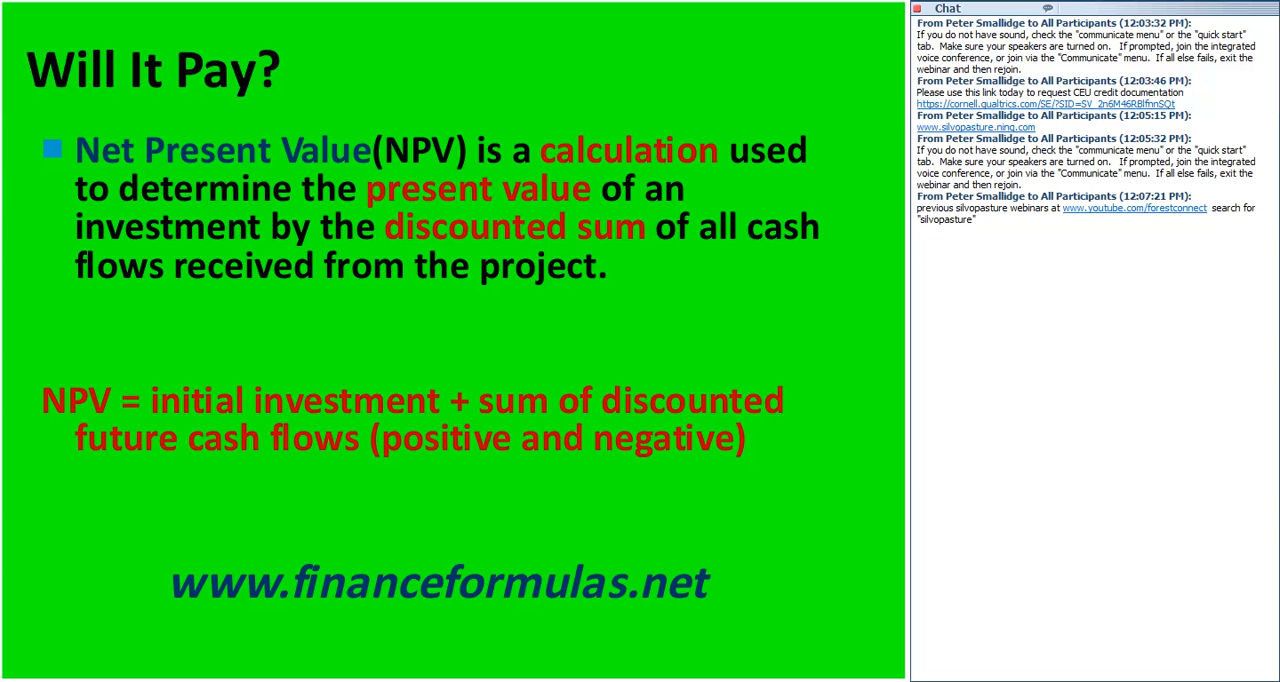 Will It Pay?
Net Present Value(NPV) is a calculation used
to determine the present value of an
investment by the discounted sum of all cash
flows received from the project.
NPV = initial investment + sum of discounted
future cash flows (positive and negative)
www.financeformulas.net
Chat
From Peter Smallidge to All Participants (12:03:32 PM):
If you do not have sound, check the "communicate menu" or the "quick start"
tab. Make sure your speakers are turned on. If prompted, join the integrated
voice conference, or join via the "Communicate" menu. If all else fails, exit the
webinar and then rejoin.
From Peter Smallidge to All Participants (12:03:46 PM):
Please use this link today to request CEU credit documentation
https://cornell.qualtrics.com/SE/?SID=SV_2n6M46RBlfnnSQt
From Peter Smallidge to All Participants (12:05:15 PM):
www.silvopasture.ning.com
From Peter Smallidge to All Participants (12:05:32 PM):
If you do not have sound, check the "communicate menu" or the "quick start"
tab. Make sure your speakers are turned on. If prompted, join the integrated
voice conference, or join via the "Communicate" menu. If all else fails, exit the
webinar and then rejoin.
From Peter Smallidge to All Participants (12:07:21 PM):
previous silvopasture webinars at www.youtube.com/forestconnect search for
"silvopasture"